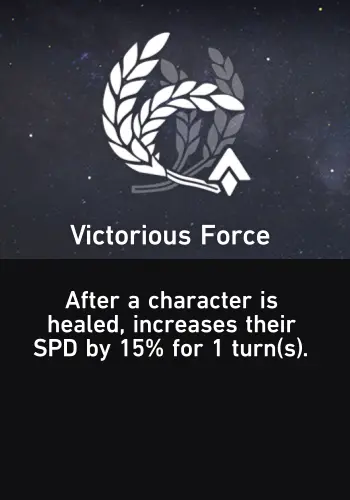 Victorious Force
After a character is
healed, increases their
SPD by 15% for 1 turn(s).